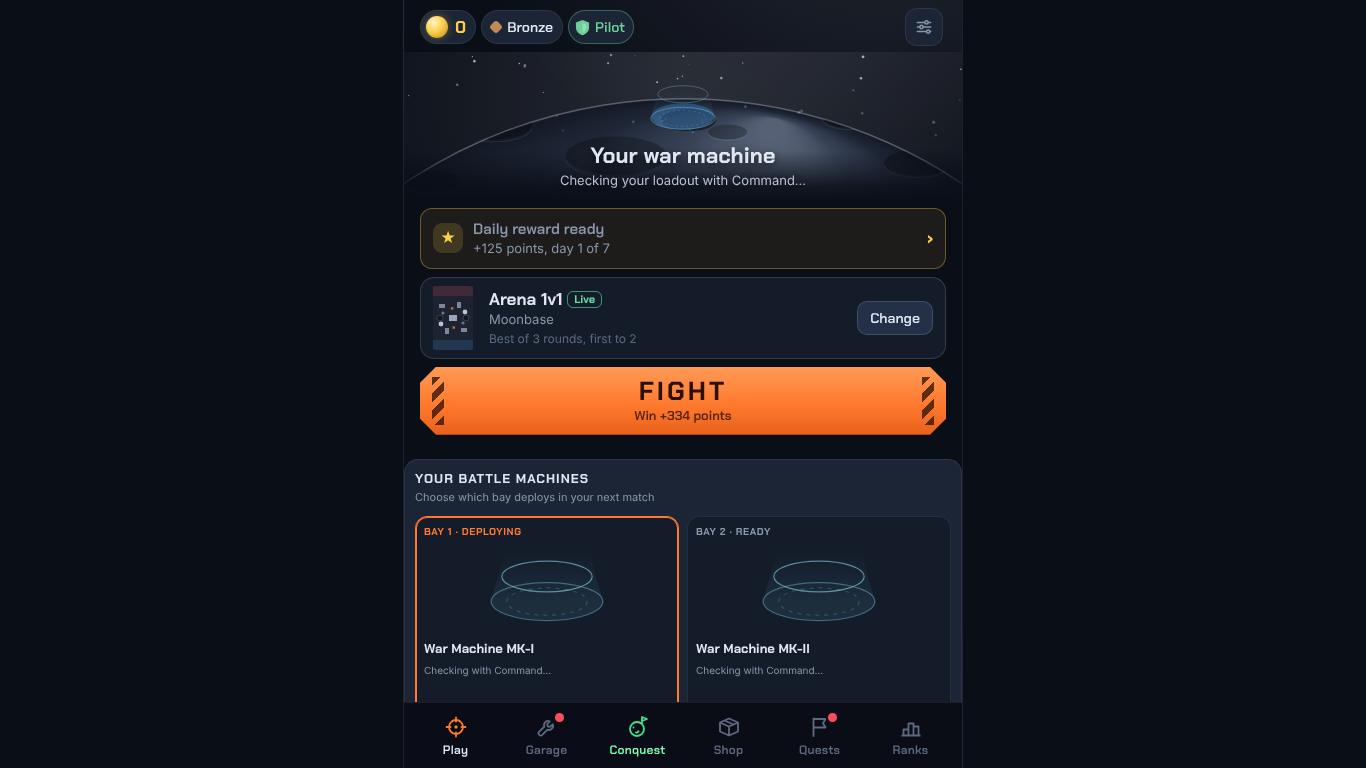 0
Bronze
Pilot
Your war machine
Checking your loadout with Command...
Daily reward ready
+125 points, day 1 of 7
Arena 1v1
Live
Moonbase
Best of 3 rounds, first to 2
Change
FIGHT
Win +334 points
YOUR BATTLE MACHINES
Choose which bay deploys in your next match
BAY 1 · DEPLOYING
War Machine MK-I
Checking with Command...
BAY 2 · READY
War Machine MK-II
Checking with Command...
Play
Garage
Conquest
Shop
Quests
Ranks